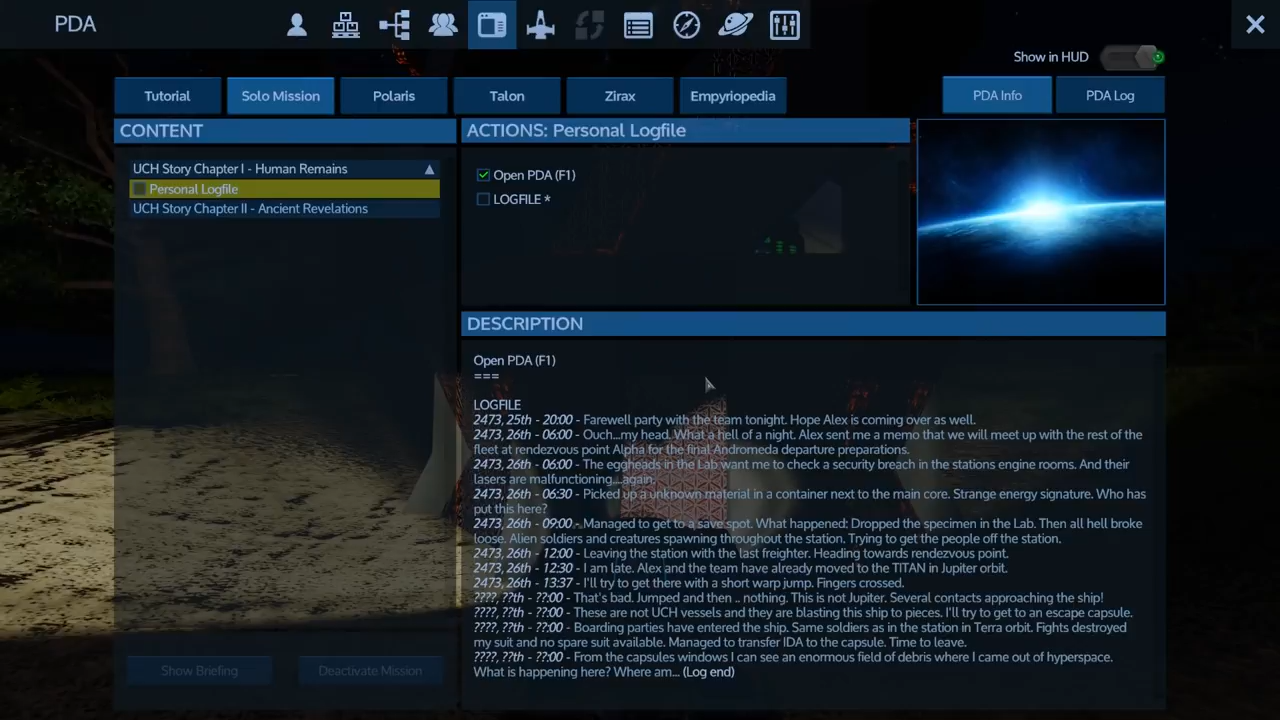 PDA
Show in HUD
Tutorial
Solo Mission
Polaris
Talon
Zirax
Empyriopedia
PDA Info
PDA Log
CONTENT
UCH Story Chapter I - Human Remains
Personal Logfile
UCH Story Chapter II - Ancient Revelations
Show Briefing
Deactivate Mission
ACTIONS: Personal Logfile
Open PDA (F1)
LOGFILE *
DESCRIPTION
Open PDA (F1)
===
LOGFILE
2473, 25th - 20:00 - Farewell party with the team tonight. Hope Alex is coming over as well.
2473, 26th - 06:00 - Ouch...my head. What a hell of a night. Alex sent me a memo that we will meet up with the rest of the
fleet at rendezvous point Alpha for the final Andromeda departure preparations.
2473, 26th - 06:00 - The eggheads in the Lab want me to check a security breach in the stations engine rooms. And their
lasers are malfunctioning....again.
2473, 26th - 06:30 - Picked up a unknown material in a container next to the main core. Strange energy signature. Who has
put this here?
2473, 26th - 09:00 - Managed to get to a save spot. What happened: Dropped the specimen in the Lab. Then all hell broke
loose. Alien soldiers and creatures spawning throughout the station. Trying to get the people off the station.
2473, 26th - 12:00 - Leaving the station with the last freighter. Heading towards rendezvous point.
2473, 26th - 12:30 - I am late. Alex and the team have already moved to the TITAN in Jupiter orbit.
2473, 26th - 13:37 - I'll try to get there with a short warp jump. Fingers crossed.
????, ??th - ??:00 - That's bad. Jumped and then .. nothing. This is not Jupiter. Several contacts approaching the ship!
????, ??th - ??:00 - These are not UCH vessels and they are blasting this ship to pieces. I'll try to get to an escape capsule.
????, ??th - ??:00 - Boarding parties have entered the ship. Same soldiers as in the station in Terra orbit. Fights destroyed
my suit and no spare suit available. Managed to transfer IDA to the capsule. Time to leave.
????, ??th - ??:00 - From the capsules windows I can see an enormous field of debris where I came out of hyperspace.
What is happening here? Where am... (Log end)